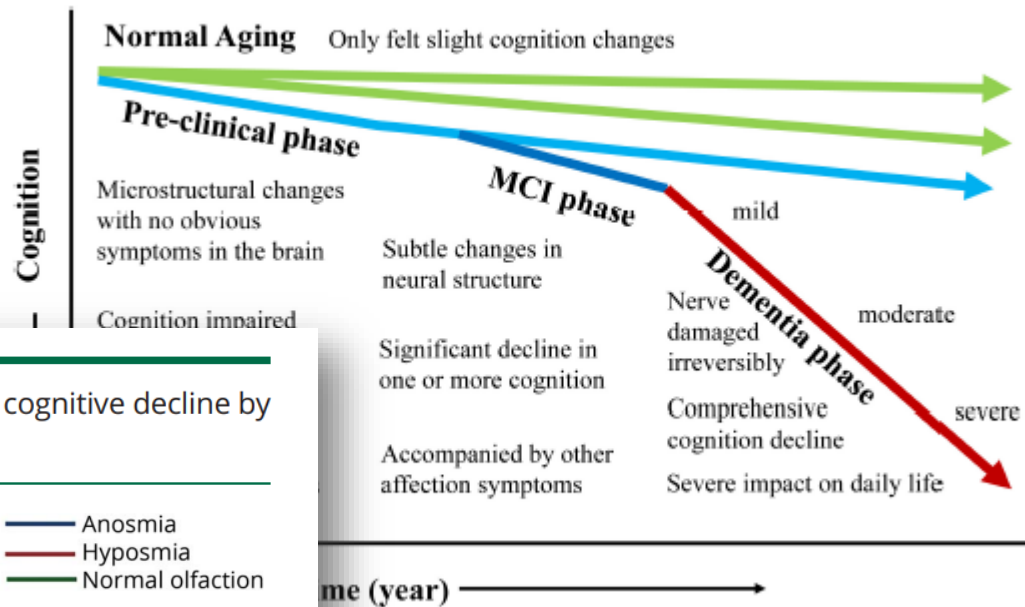 Normal Aging Only felt slight cognition changes
Pre-clinical phase
MCI phase
Dementia phase
Cognition
Microstructural changes
with no obvious
symptoms in the brain
Cognition impaired
Subtle changes in
neural structure
Significant decline in
one or more cognition
Accompanied by other
affection symptoms
mild
moderate
severe
Nerve
damaged
irreversibly
Comprehensive
cognition decline
Severe impact on daily life
cognitive decline by
Anosmia
Hyposmia
Normal olfaction
me (year)